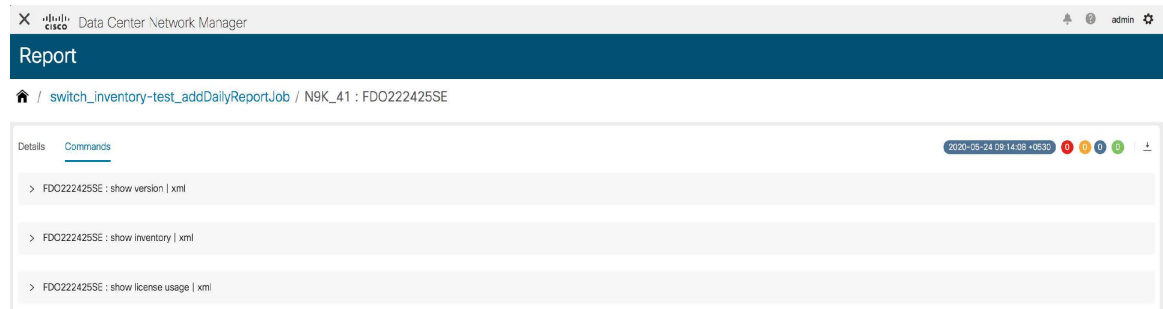 X cisco Data Center Network Manager admin
Report
/ switch_inventory-test_addDailyReportJob / N9K_41 : FDO222425SE
Details Commands 2020-05-24 09:14:08 +0530 0 0 0 0
> FDO222425SE : show version | xml
> FDO222425SE : show inventory | xml
> FDO222425SE : show license usage | xml